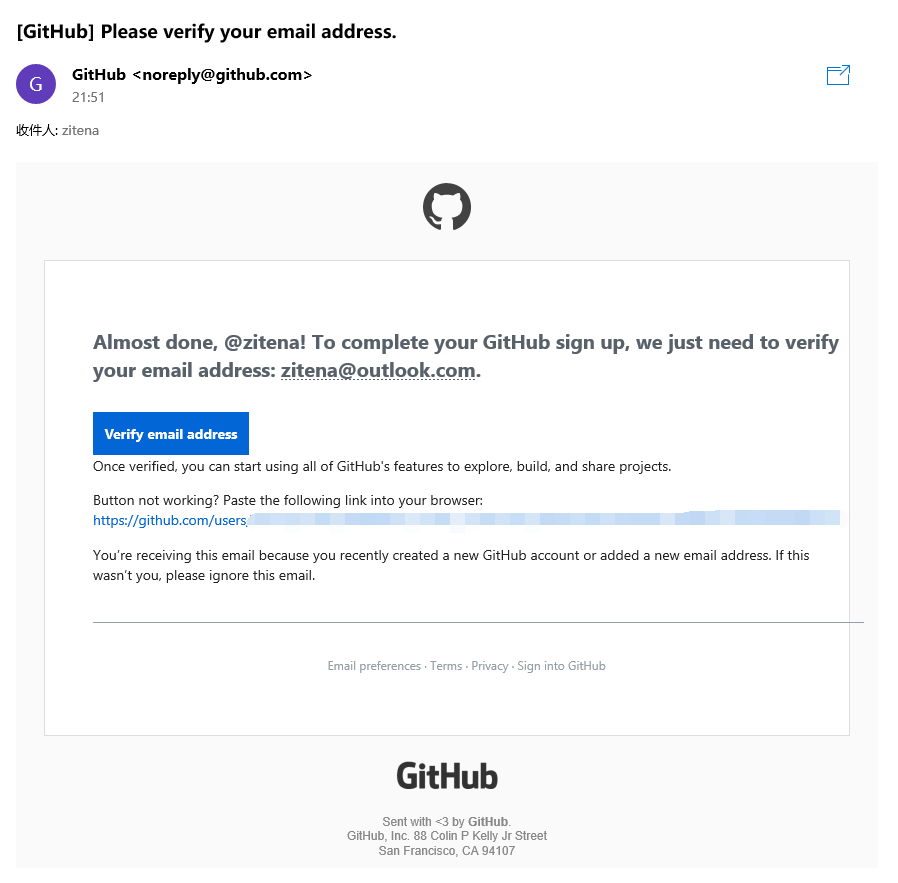 [GitHub] Please verify your email address.
G
GitHub <noreply@github.com>
21:51
收件人: zitena
Almost done, @zitena! To complete your GitHub sign up, we just need to verify
your email address: zitena@outlook.com.
Verify email address
Once verified, you can start using all of GitHub's features to explore, build, and share projects.
Button not working? Paste the following link into your browser:
https://github.com/users/
You’re receiving this email because you recently created a new GitHub account or added a new email address. If this
wasn’t you, please ignore this email.
Email preferences · Terms · Privacy · Sign into GitHub
GitHub
Sent with <3 by GitHub.
GitHub, Inc. 88 Colin P Kelly Jr Street
San Francisco, CA 94107